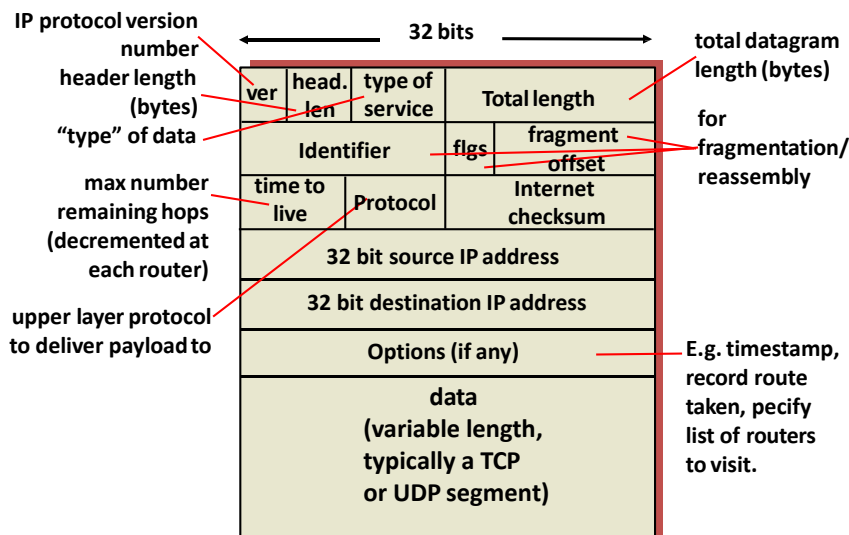 IP protocol version
number
header length
(bytes)
“type” of data
max number
remaining hops
(decremented at
each router)
upper layer protocol
to deliver payload to
32 bits
ver
head.
len
type of
service
Total length
Identifier
flgs
fragment
offset
time to
live
Protocol
Internet
checksum
32 bit source IP address
32 bit destination IP address
Options (if any)
data
(variable length,
typically a TCP
or UDP segment)
total datagram
length (bytes)
for
fragmentation/
reassembly
E.g. timestamp,
record route
taken, pecify
list of routers
to visit.